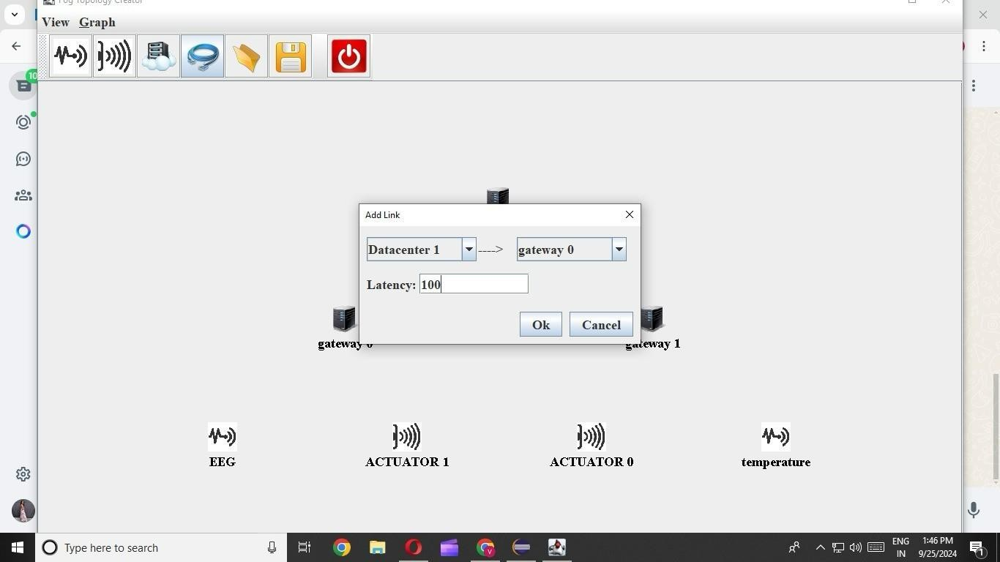 Fog Topology Creator
View Graph
10
Add Link
Datacenter 1 ----> gateway 0
Latency: 100
Ok Cancel
gateway 0
gateway 1
EEG
ACTUATOR 1
ACTUATOR 0
temperature
Type here to search
V
ENG
IN
1:46 PM
9/25/2024
1